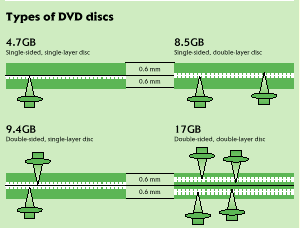 Types of DVD discs
4.7GB
Single-sided, single-layer disc
8.5GB
Single-sided, double-layer disc
0.6 mm
0.6 mm
9.4GB
Double-sided, single-layer disc
17GB
Double-sided, double-layer disc
0.6 mm
0.6 mm